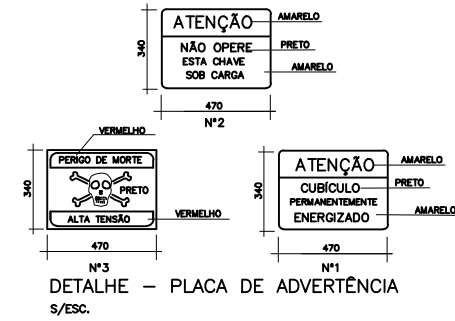 ATENÇÃO
AMARELO
NÃO OPERE
PRETO
ESTA CHAVE
AMARELO
SOB CARGA
340
470
N°2
VERMELHO
PERIGO DE MORTE
PRETO
ALTA TENSÃO
VERMELHO
340
470
N°3
ATENÇÃO
AMARELO
CUBÍCULO
PRETO
PERMANENTEMENTE
ENERGIZADO
AMARELO
340
470
N°1
DETALHE – PLACA DE ADVERTÊNCIA
S/ESC.